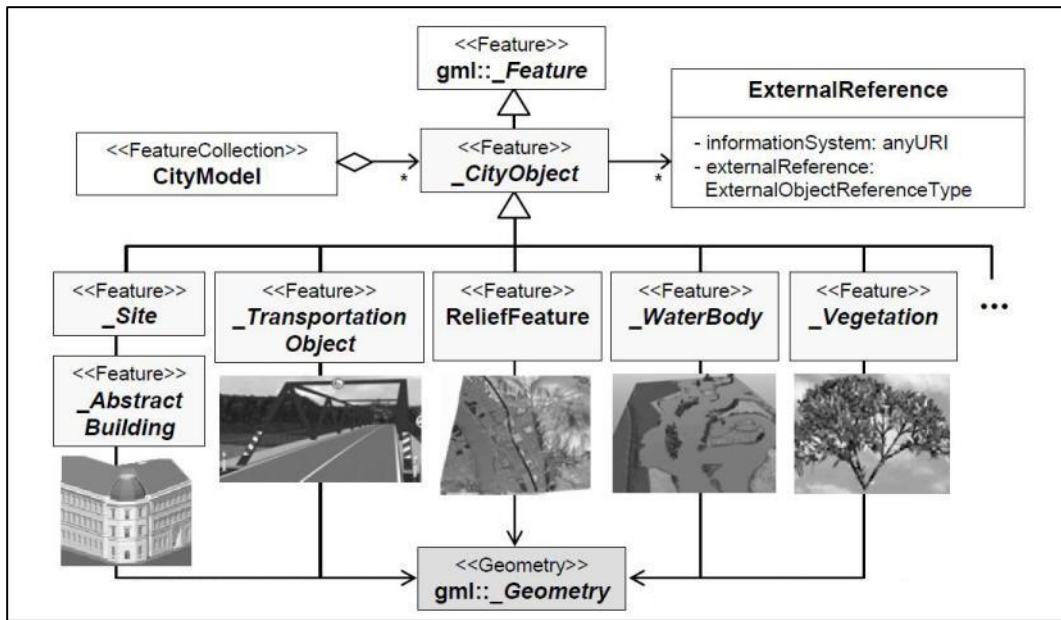 <<Feature>>
gml::_Feature
ExternalReference
- informationSystem: anyURI
- externalReference:
ExternalObjectReferenceType
<<FeatureCollection>>
CityModel
*
<<Feature>>
_CityObject
*
<<Feature>>
_Site
<<Feature>>
_Transportation
Object
<<Feature>>
ReliefFeature
<<Feature>>
_WaterBody
<<Feature>>
_Vegetation
...
<<Feature>>
_Abstract
Building
<<Geometry>>
gml::_Geometry